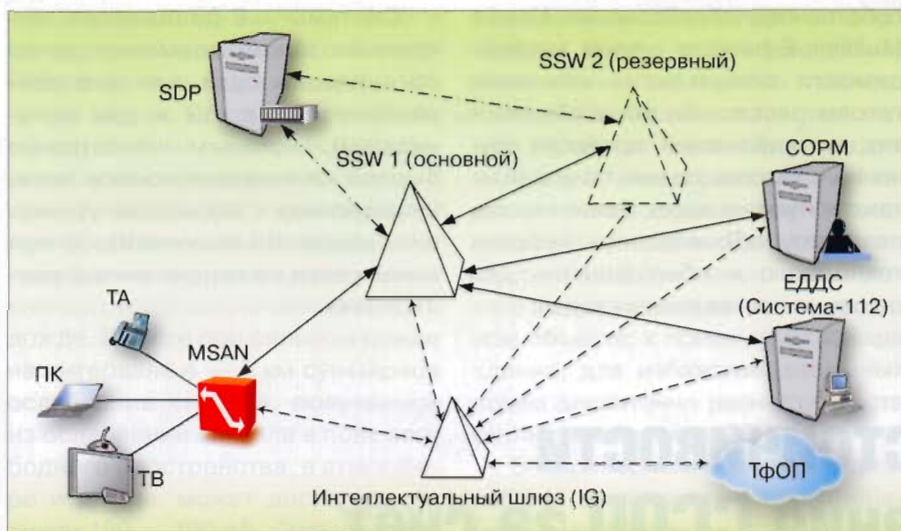 SSW 2 (резервный)
SDP
SSW 1 (основной)
СОРМ
ЕДДС
(Система-112)
ТА
MSAN
ПК
ТВ
ТфОП
Интеллектуальный шлюз (IG)